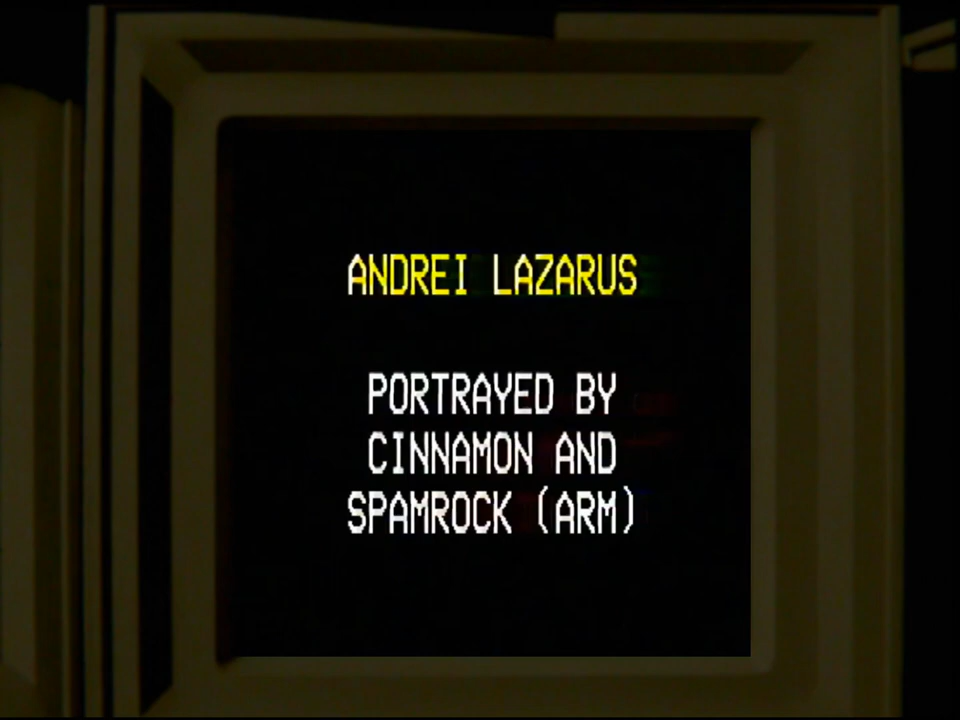 ANDREI LAZARUS
PORTRAYED BY
CINNAMON AND
SPAMROCK (ARM)